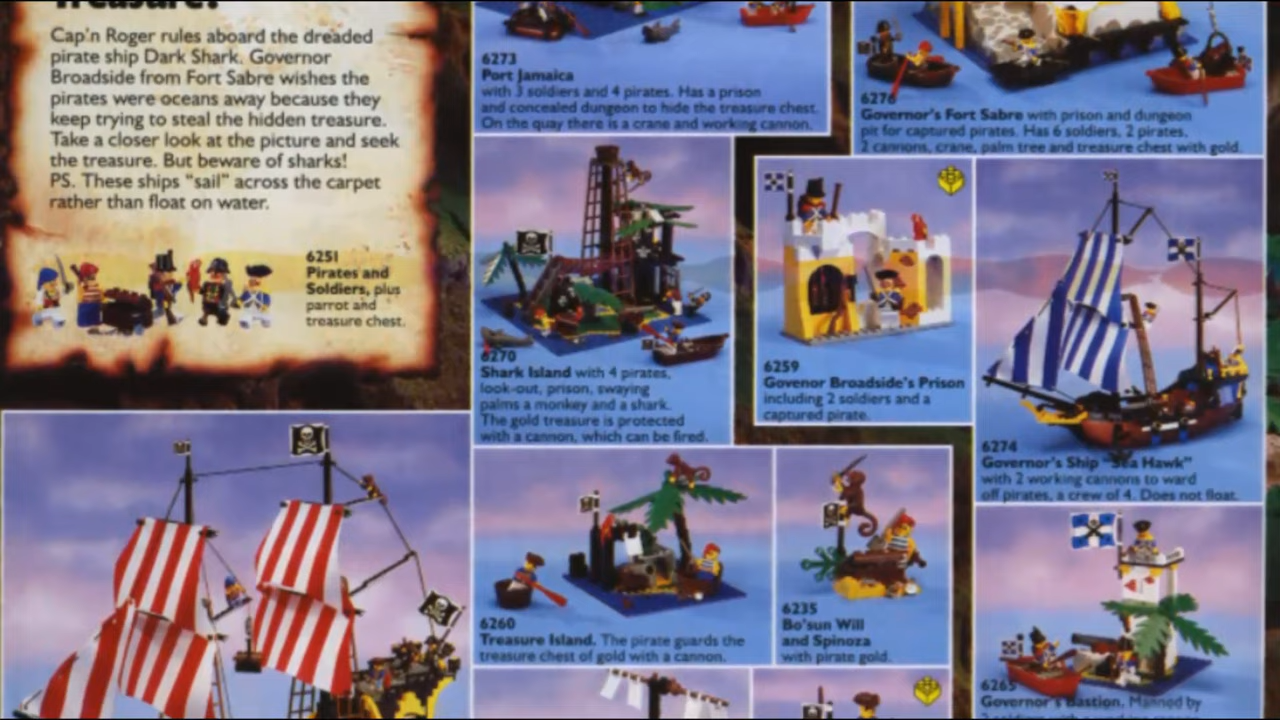 Treasure!
Cap'n Roger rules aboard the dreaded
pirate ship Dark Shark. Governor
Broadside from Fort Sabre wishes the
pirates were oceans away because they
keep trying to steal the hidden treasure.
Take a closer look at the picture and seek
the treasure. But beware of sharks!
PS. These ships "sail" across the carpet
rather than float on water.
6251
Pirates and
Soldiers, plus
parrot and
treasure chest.
6273
Port Jamaica
with 3 soldiers and 4 pirates. Has a prison
and concealed dungeon to hide the treasure chest.
On the quay there is a crane and working cannon.
6276
Governor's Fort Sabre with prison and dungeon
pit for captured pirates. Has 6 soldiers, 2 pirates,
2 cannons, crane, palm tree and treasure chest with gold.
6270
Shark Island with 4 pirates,
look-out, prison, swaying
palms a monkey and a shark.
The gold treasure is protected
with a cannon, which can be fired.
6259
Govenor Broadside's Prison
including 2 soldiers and a
captured pirate.
6274
Governor's Ship "Sea Hawk"
with 2 working cannons to ward
off pirates, a crew of 4. Does not float.
6260
Treasure Island. The pirate guards the
treasure chest of gold with a cannon.
6235
Bo'sun Will
and Spinoza
with pirate gold.
6265
Governor's Bastion. Manned by